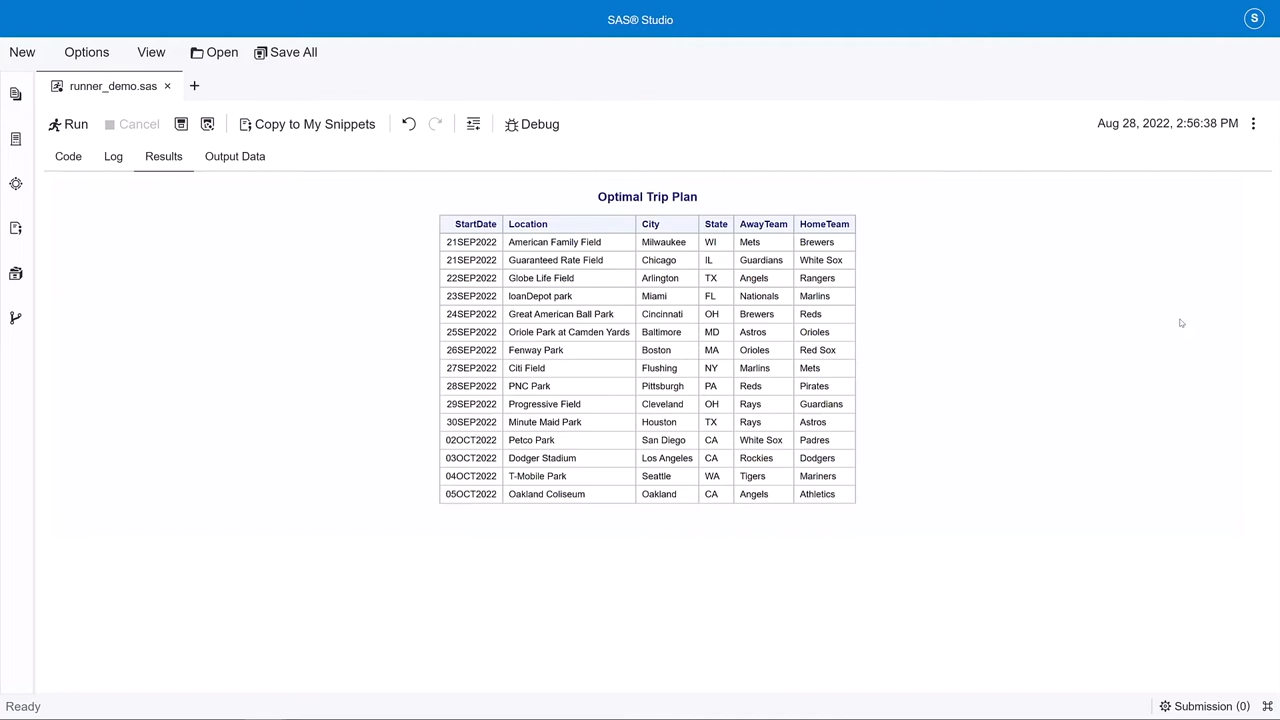 SAS® Studio
S
New Options View Open Save All
runner_demo.sas × +
Run Cancel Copy to My Snippets Debug Aug 28, 2022, 2:56:38 PM
Code Log Results Output Data
Optimal Trip Plan
StartDate Location City State AwayTeam HomeTeam
21SEP2022 American Family Field Milwaukee WI Mets Brewers
21SEP2022 Guaranteed Rate Field Chicago IL Guardians White Sox
22SEP2022 Globe Life Field Arlington TX Angels Rangers
23SEP2022 loanDepot park Miami FL Nationals Marlins
24SEP2022 Great American Ball Park Cincinnati OH Brewers Reds
25SEP2022 Oriole Park at Camden Yards Baltimore MD Astros Orioles
26SEP2022 Fenway Park Boston MA Orioles Red Sox
27SEP2022 Citi Field Flushing NY Marlins Mets
28SEP2022 PNC Park Pittsburgh PA Reds Pirates
29SEP2022 Progressive Field Cleveland OH Rays Guardians
30SEP2022 Minute Maid Park Houston TX Rays Astros
02OCT2022 Petco Park San Diego CA White Sox Padres
03OCT2022 Dodger Stadium Los Angeles CA Rockies Dodgers
04OCT2022 T-Mobile Park Seattle WA Tigers Mariners
05OCT2022 Oakland Coliseum Oakland CA Angels Athletics
Ready Submission (0)